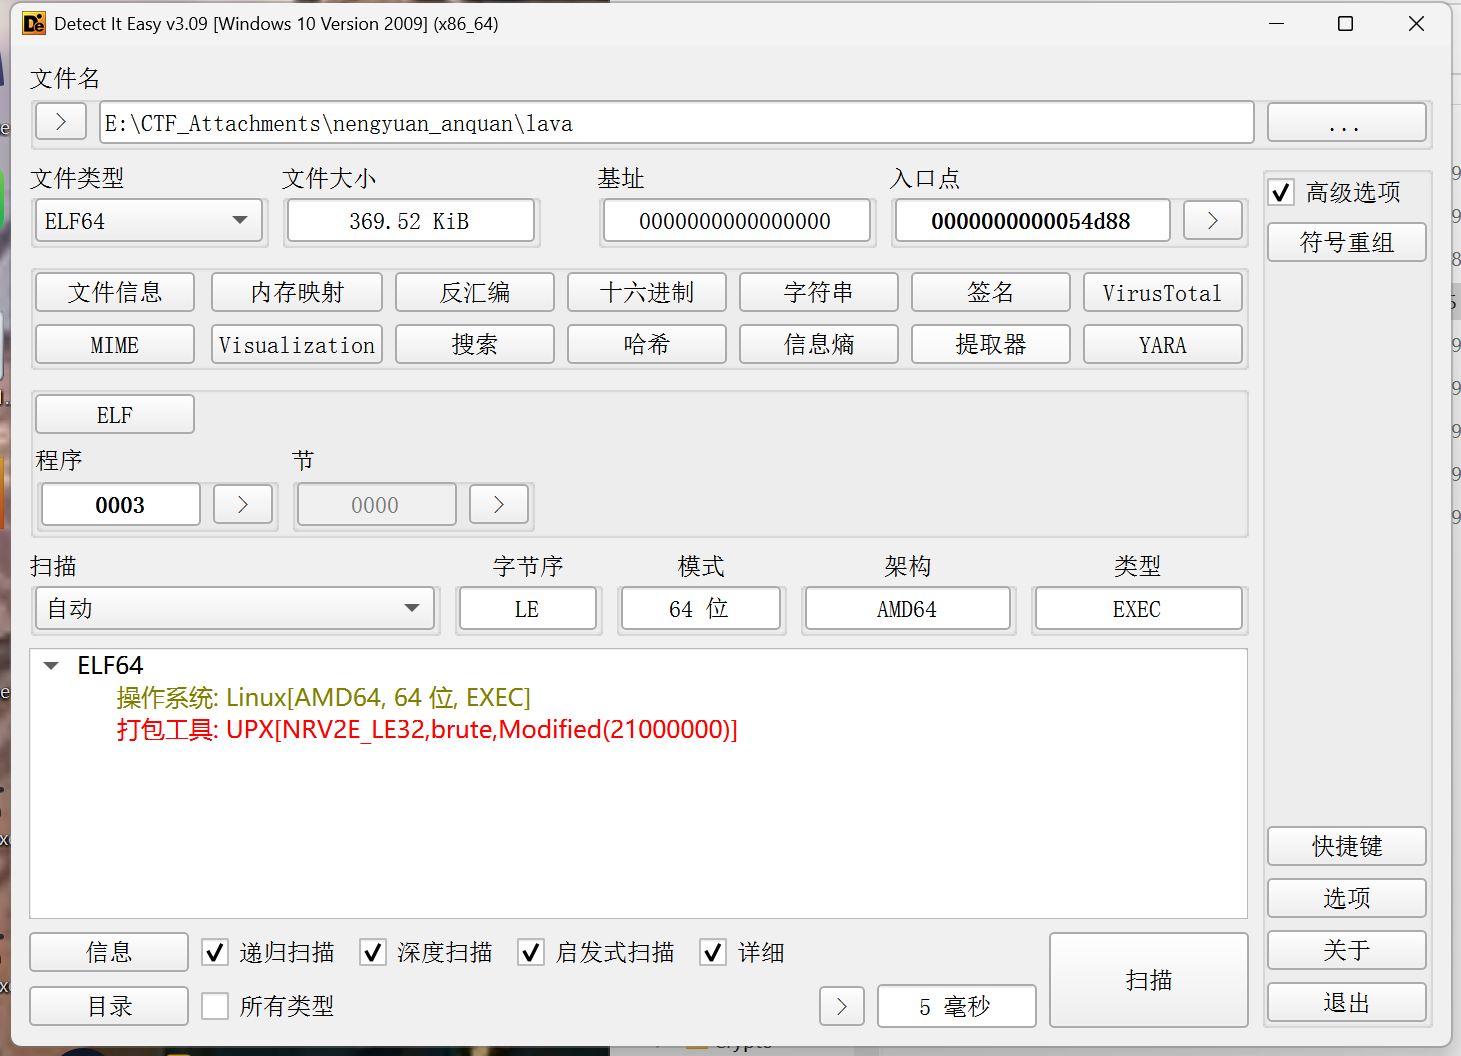 Detect It Easy v3.09 [Windows 10 Version 2009] (x86_64)
文件名
E:\CTF_Attachments\nengyuan_anquan\lava
...
文件类型 文件大小 基址 入口点
ELF64 369.52 KiB 0000000000000000 0000000000054d88
高级选项
符号重组
文件信息 内存映射 反汇编 十六进制 字符串 签名 VirusTotal
MIME Visualization 搜索 哈希 信息熵 提取器 YARA
ELF
程序 节
0003 0000
扫描 字节序 模式 架构 类型
自动 LE 64 位 AMD64 EXEC
ELF64
操作系统: Linux[AMD64, 64 位, EXEC]
打包工具: UPX[NRV2E_LE32,brute,Modified(21000000)]
快捷键
选项
关于
退出
信息 递归扫描 深度扫描 启发式扫描 详细
目录 所有类型 5 毫秒 扫描